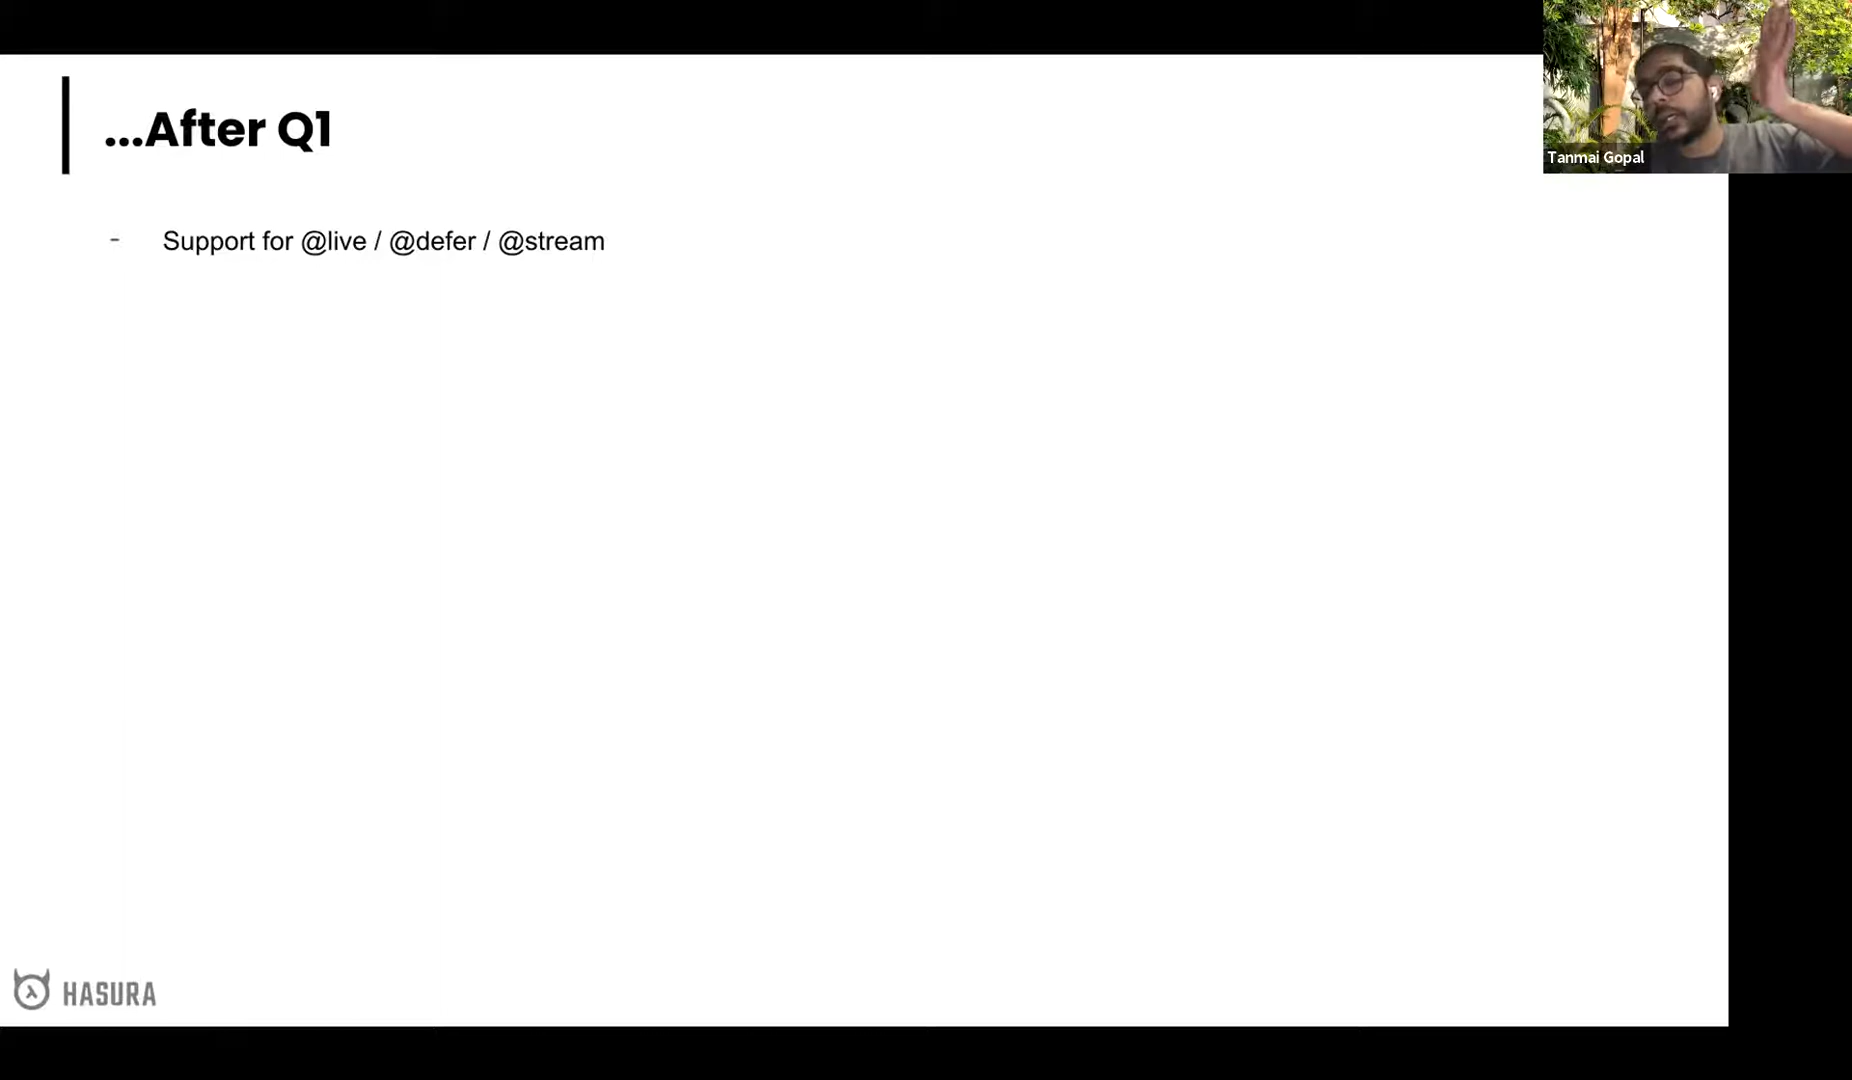 ...After Q1
Tanmai Gopal
- Support for @live / @defer / @stream
HASURA